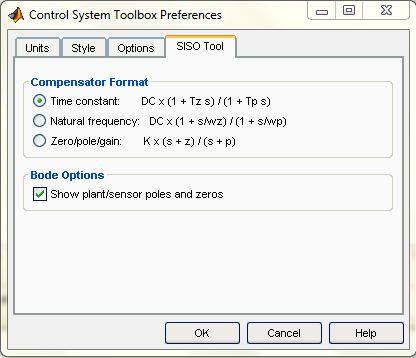 Control System Toolbox Preferences
Units Style Options SISO Tool
Compensator Format
Time constant: DC x (1 + Tz s) / (1 + Tp s)
Natural frequency: DC x (1 + s/wz) / (1 + s/wp)
Zero/pole/gain: K x (s + z) / (s + p)
Bode Options
Show plant/sensor poles and zeros
OK Cancel Help